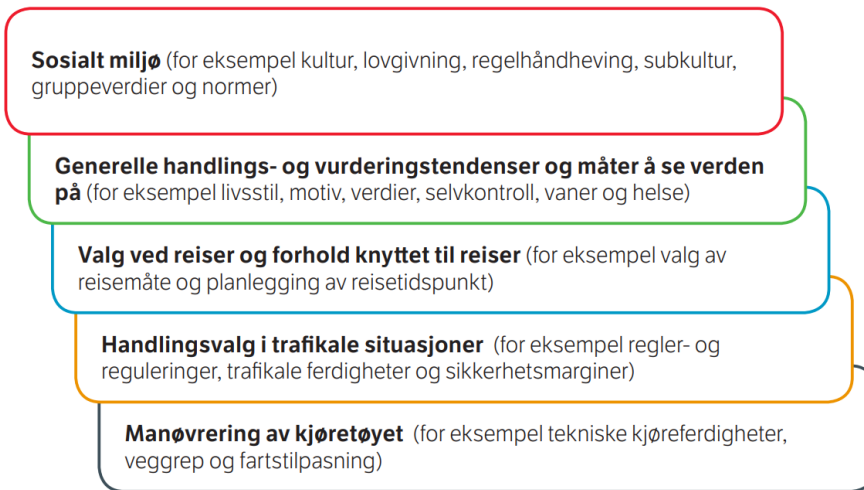 Sosialt miljø (for eksempel kultur, lovgivning, regelhåndheving, subkultur,
gruppeverdier og normer)
Generelle handlings- og vurderingstendenser og måter å se verden
på (for eksempel livsstil, motiv, verdier, selvkontroll, vaner og helse)
Valg ved reiser og forhold knyttet til reiser (for eksempel valg av
reisemåte og planlegging av reisetidspunkt)
Handlingsvalg i trafikale situasjoner (for eksempel regler- og
reguleringer, trafikale ferdigheter og sikkerhetsmarginer)
Manøvrering av kjøretøyet (for eksempel tekniske kjøreferdigheter,
veggrep og fartstilpasning)